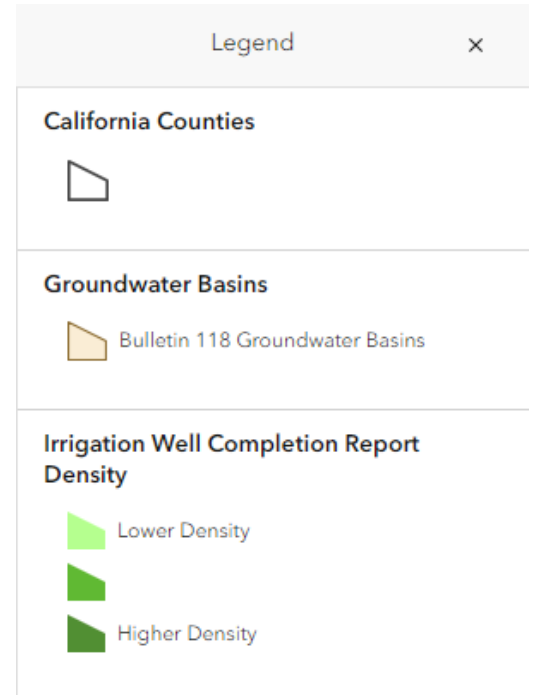 Legend ×
California Counties
Groundwater Basins
Bulletin 118 Groundwater Basins
Irrigation Well Completion Report
Density
Lower Density
Higher Density